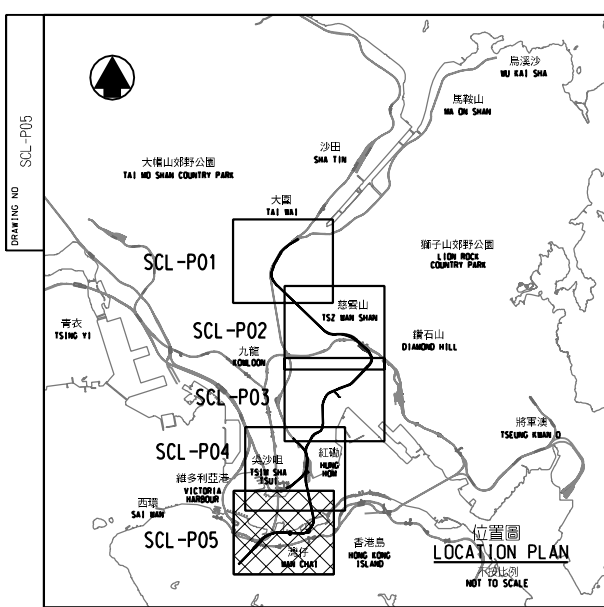 DRAWING NO
SCL-P05
烏溪沙
WU KAI SHA
馬鞍山
MA ON SHAN
沙田
SHA TIN
大帽山郊野公園
TAI MO SHAN COUNTRY PARK
大圍
TAI WAI
獅子山郊野公園
LION ROCK
COUNTRY PARK
SCL-P01
慈雲山
TSZ WAN SHAN
SCL-P02
青衣
TSING YI
鑽石山
DIAMOND HILL
九龍
KOWLOON
SCL-P03
將軍澳
TSEUNG KWAN O
SCL-P04
尖沙咀
TSIM SHA
TSUI
紅磡
HUNG
HOM
維多利亞港
VICTORIA
HARBOUR
西環
SAI WAN
SCL-P05
灣仔
WAN CHAI
香港島
HONG KONG
ISLAND
位置圖
LOCATION PLAN
不按比例
NOT TO SCALE